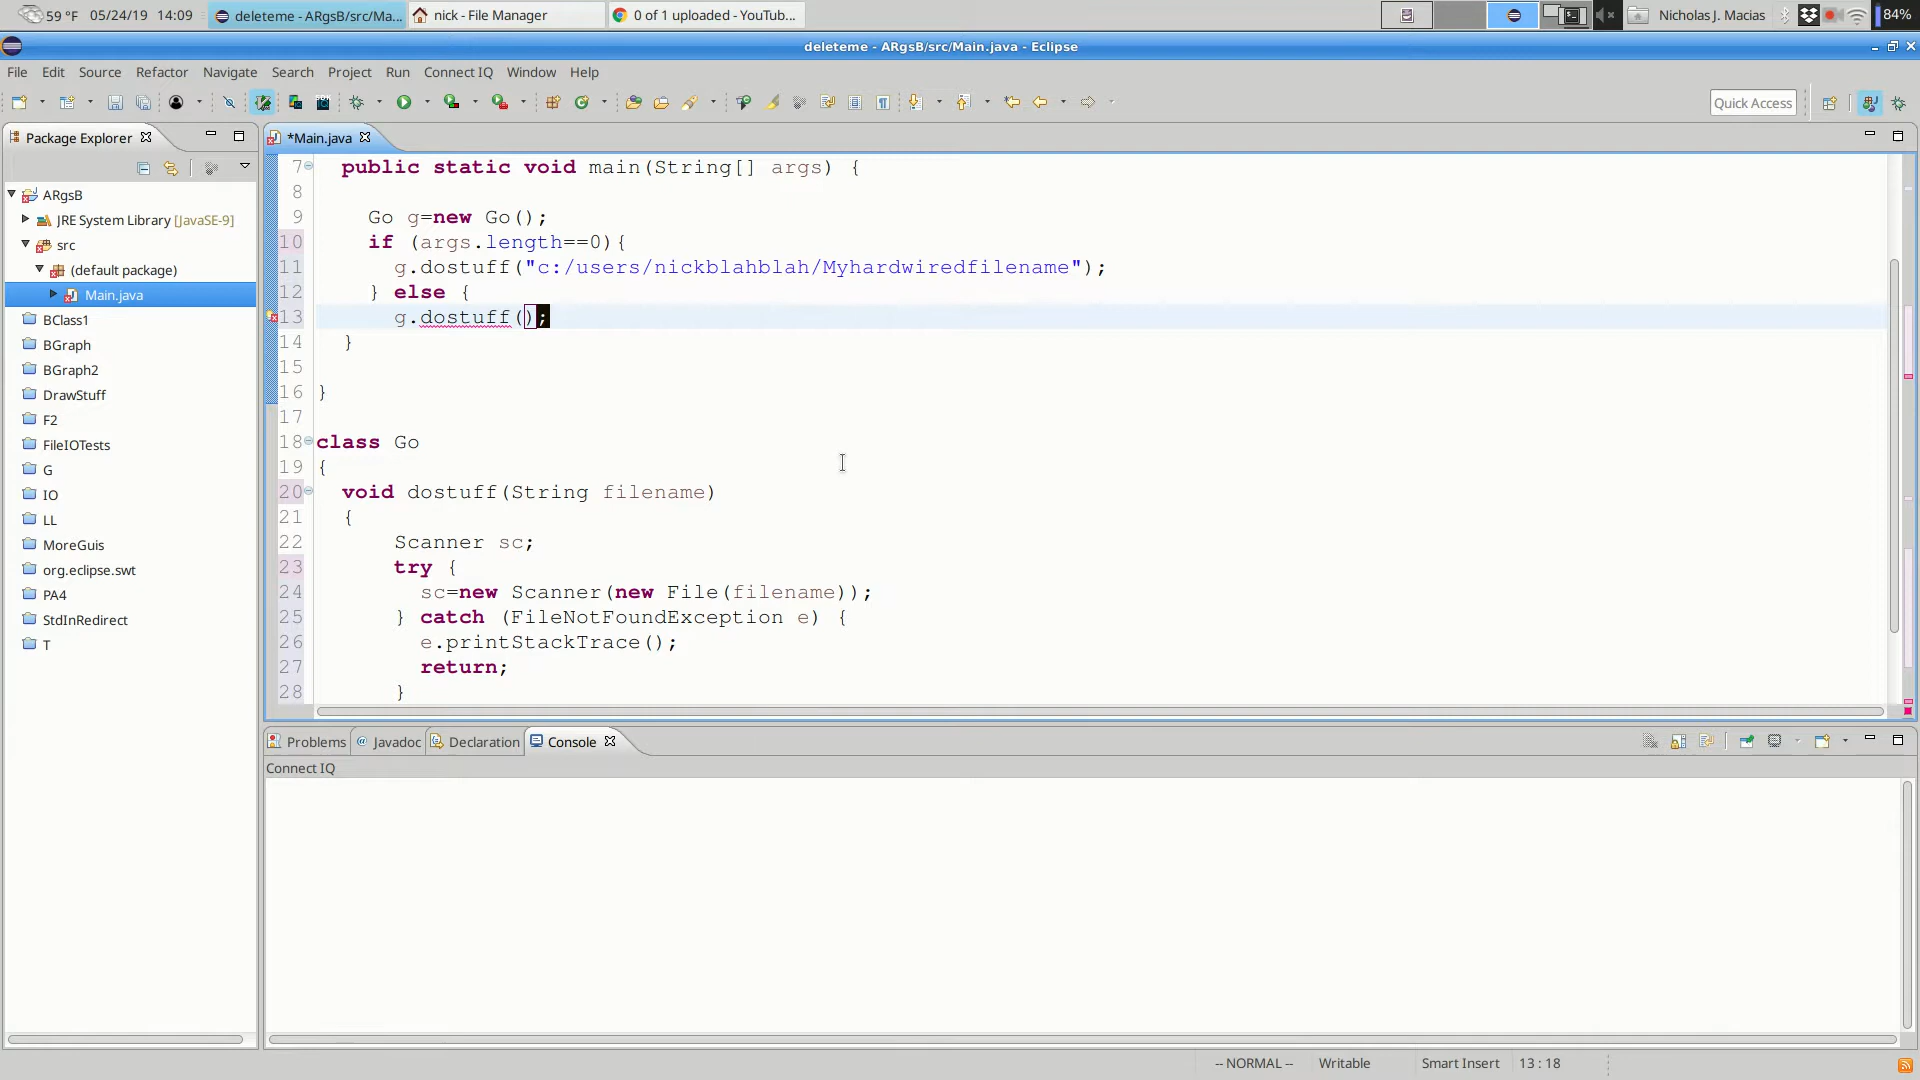 59 °F 05/24/19 14:09 deleteme - ARgsB/src/Ma... nick - File Manager 0 of 1 uploaded - YouTub... Nicholas J. Macias 84%
deleteme - ARgsB/src/Main.java - Eclipse
File Edit Source Refactor Navigate Search Project Run Connect IQ Window Help
Quick Access
Package Explorer
ARgsB
JRE System Library [JavaSE-9]
src
(default package)
Main.java
BClass1
BGraph
BGraph2
DrawStuff
F2
FileIOTests
G
IO
LL
MoreGuis
org.eclipse.swt
PA4
StdInRedirect
T
*Main.java
7 public static void main(String[] args) {
8
9 Go g=new Go();
10 if (args.length==0){
11 g.dostuff("c:/users/nickblahblah/Myhardwiredfilename");
12 } else {
13 g.dostuff();
14 }
15
16 }
17
18 class Go
19 {
20 void dostuff(String filename)
21 {
22 Scanner sc;
23 try {
24 sc=new Scanner(new File(filename));
25 } catch (FileNotFoundException e) {
26 e.printStackTrace();
27 return;
28 }
Problems Javadoc Declaration Console
Connect IQ
-- NORMAL -- Writable Smart Insert 13 : 18